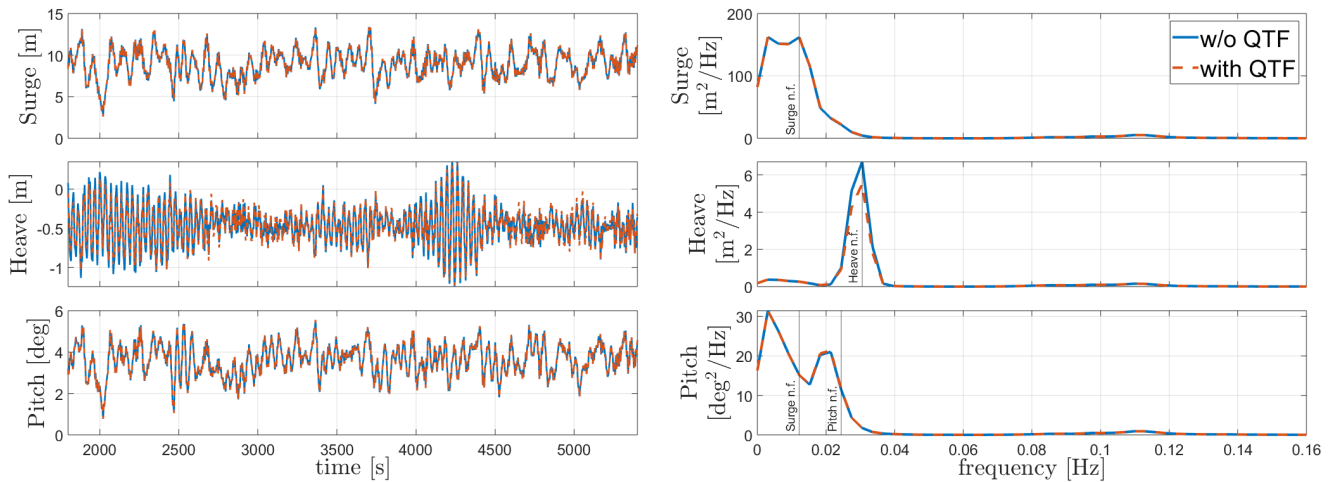 15
10
5
0
Surge [m]
0
-0.5
-1
Heave [m]
6
4
2
0
Pitch [deg]
2000 2500 3000 3500 4000 4500 5000
time [s]
200
100
0
Surge
[m²/Hz]
Surge n.f.
w/o QTF
with QTF
6
4
2
0
Heave
[m²/Hz]
Heave n.f.
30
20
10
0
Pitch
[deg²/Hz]
Surge n.f.
Pitch n.f.
0 0.02 0.04 0.06 0.08 0.1 0.12 0.14 0.16
frequency [Hz]